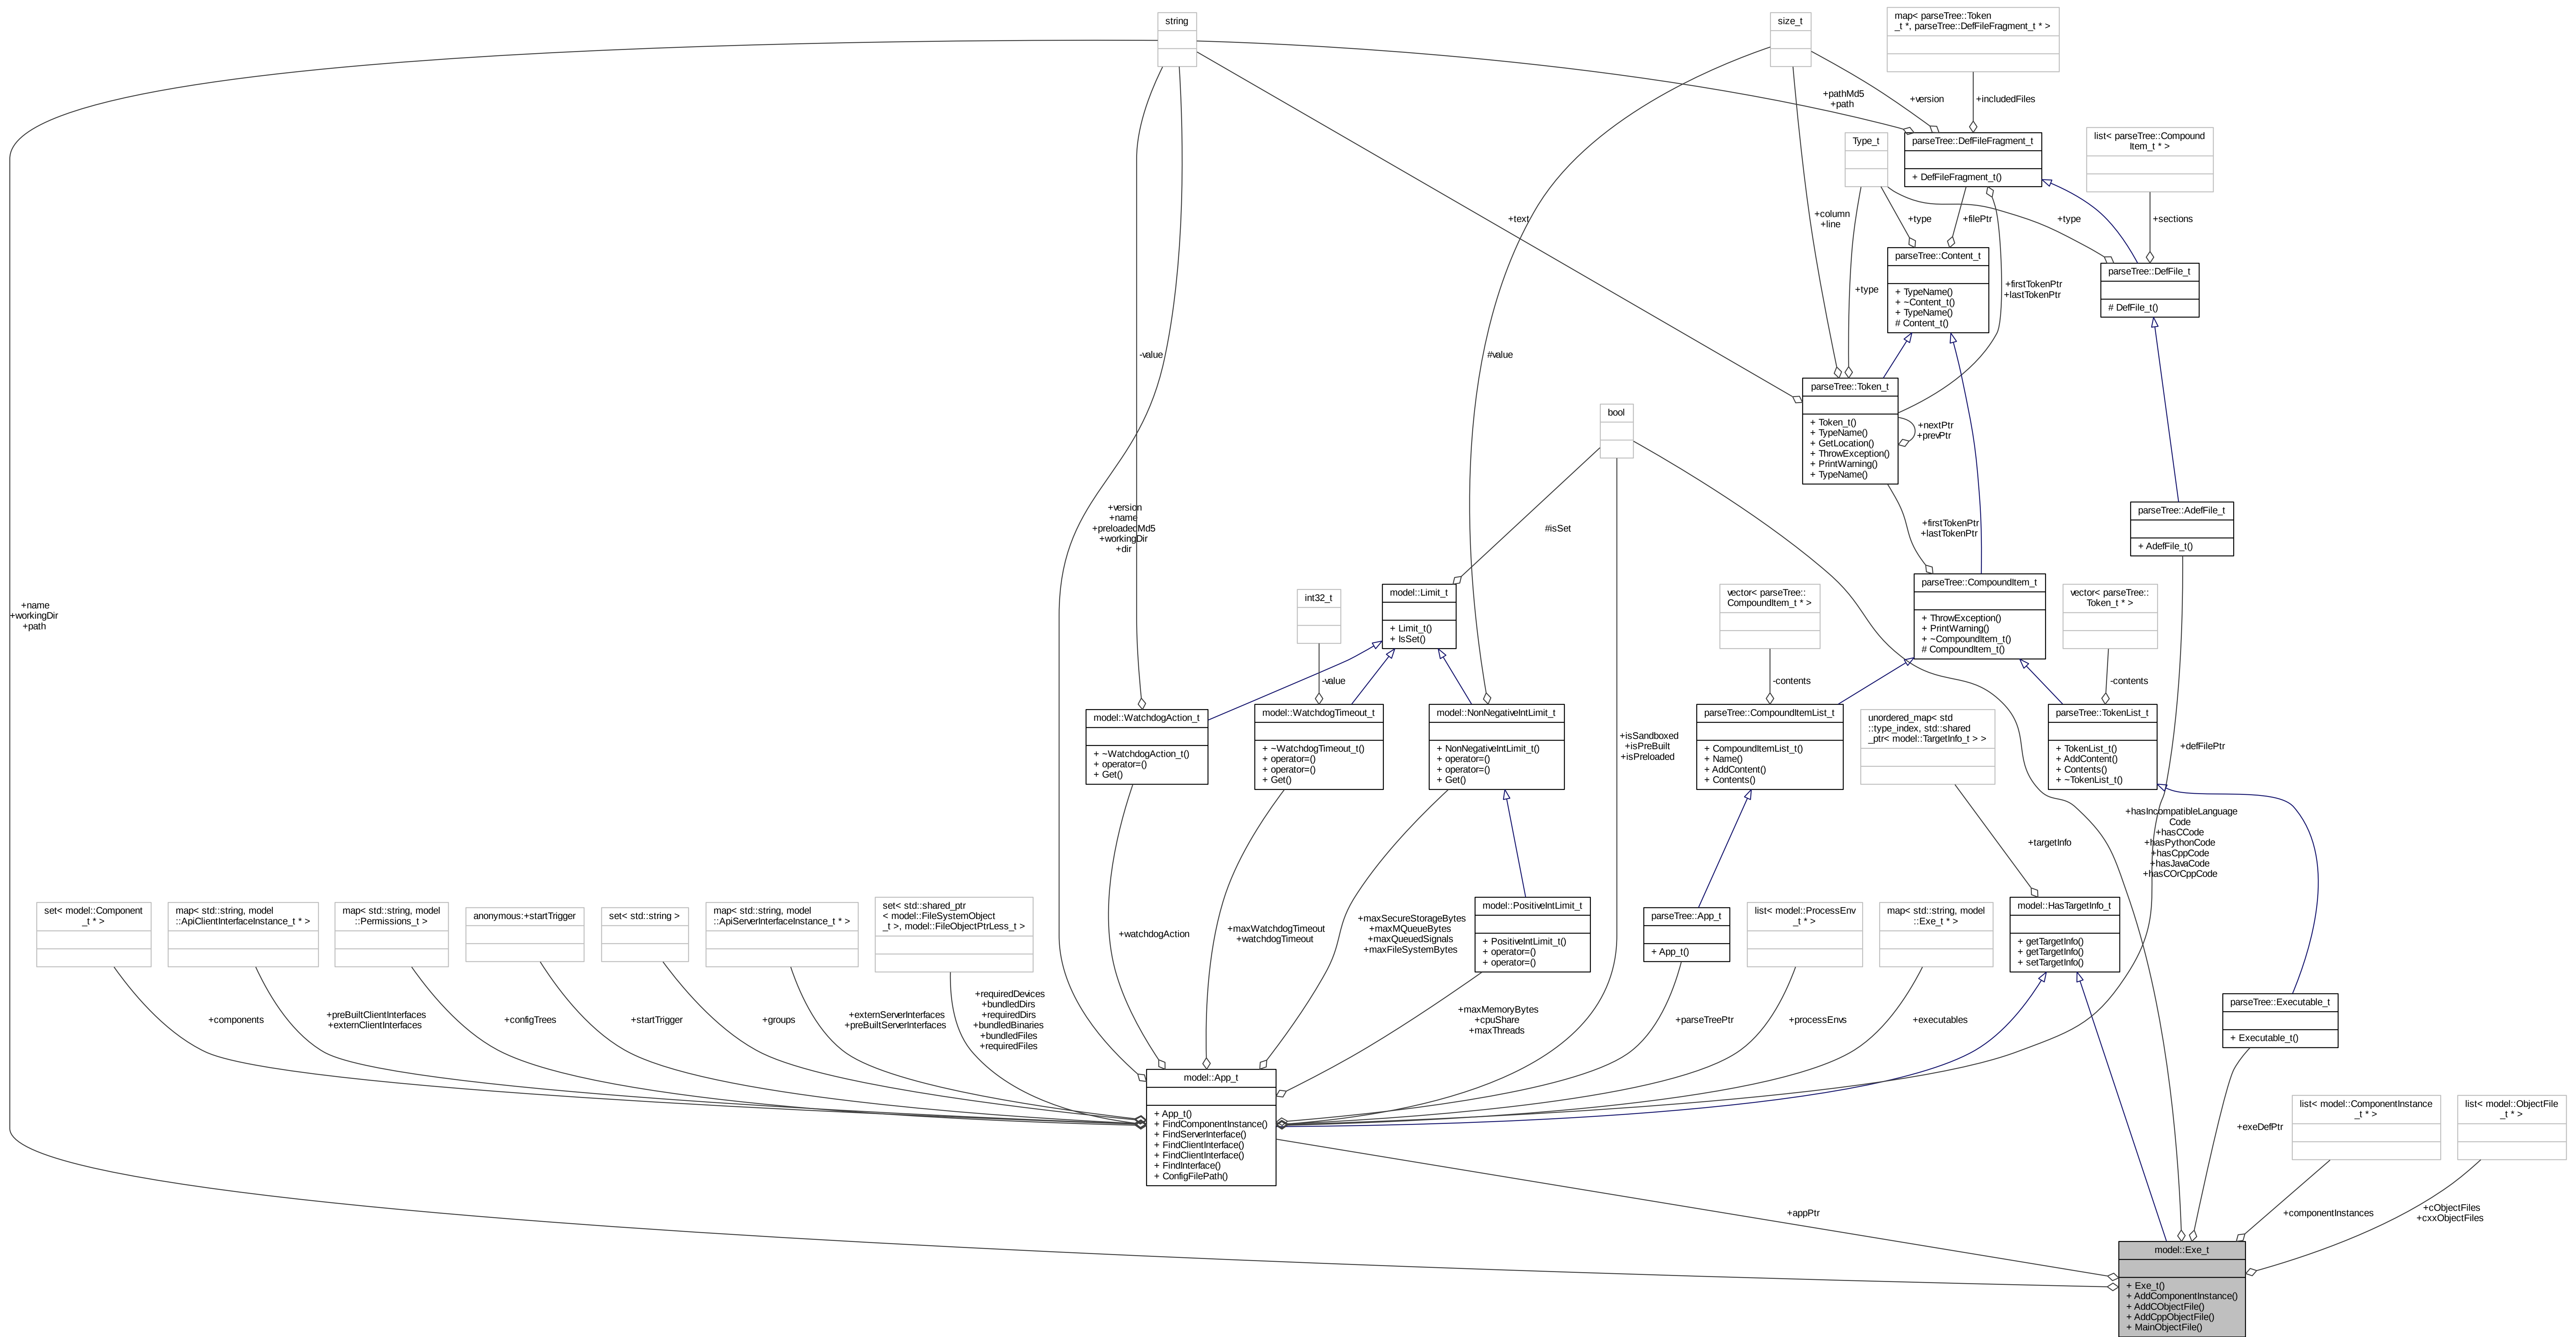 string
size_t
map< parseTree::Token
_t *, parseTree::DefFileFragment_t * >
+pathMd5
+path
+version
+includedFiles
Type_t
parseTree::DefFileFragment_t
+ DefFileFragment_t()
list< parseTree::Compound
Item_t * >
+text
+column
+line
+type
+filePtr
+type
+sections
parseTree::Content_t
+ TypeName()
+ ~Content_t()
+ TypeName()
# Content_t()
+type
+firstTokenPtr
+lastTokenPtr
parseTree::DefFile_t
# DefFile_t()
-value
#value
parseTree::Token_t
+ Token_t()
+ TypeName()
+ GetLocation()
+ ThrowException()
+ PrintWarning()
+ TypeName()
+nextPtr
+prevPtr
bool
+version
+name
+preloadedMd5
+workingDir
+dir
#isSet
+firstTokenPtr
+lastTokenPtr
parseTree::AdefFile_t
+ AdefFile_t()
+name
+workingDir
+path
int32_t
model::Limit_t
+ Limit_t()
+ IsSet()
vector< parseTree::
CompoundItem_t * >
parseTree::CompoundItem_t
+ ThrowException()
+ PrintWarning()
+ ~CompoundItem_t()
# CompoundItem_t()
vector< parseTree::
Token_t * >
-value
-contents
-contents
model::WatchdogAction_t
+ ~WatchdogAction_t()
+ operator=()
+ Get()
model::WatchdogTimeout_t
+ ~WatchdogTimeout_t()
+ operator=()
+ operator=()
+ Get()
model::NonNegativeIntLimit_t
+ NonNegativeIntLimit_t()
+ operator=()
+ operator=()
+ Get()
+isSandboxed
+isPreBuilt
+isPreloaded
parseTree::CompoundItemList_t
+ CompoundItemList_t()
+ Name()
+ AddContent()
+ Contents()
unordered_map< std
::type_index, std::shared
_ptr< model::TargetInfo_t > >
parseTree::TokenList_t
+ TokenList_t()
+ AddContent()
+ Contents()
+ ~TokenList_t()
+defFilePtr
+hasIncompatibleLanguage
Code
+hasCCode
+hasPythonCode
+hasCppCode
+hasJavaCode
+hasCOrCppCode
+targetInfo
set< model::Component
_t * >
map< std::string, model
::ApiClientInterfaceInstance_t * >
map< std::string, model
::Permissions_t >
anonymous:+startTrigger
set< std::string >
map< std::string, model
::ApiServerInterfaceInstance_t * >
set< std::shared_ptr
< model::FileSystemObject
_t >, model::FileObjectPtrLess_t >
+watchdogAction
+maxWatchdogTimeout
+watchdogTimeout
+maxSecureStorageBytes
+maxMQueueBytes
+maxQueuedSignals
+maxFileSystemBytes
model::PositiveIntLimit_t
+ PositiveIntLimit_t()
+ operator=()
+ operator=()
parseTree::App_t
+ App_t()
list< model::ProcessEnv
_t * >
map< std::string, model
::Exe_t * >
model::HasTargetInfo_t
+ getTargetInfo()
+ getTargetInfo()
+ setTargetInfo()
+components
+preBuiltClientInterfaces
+externClientInterfaces
+configTrees
+startTrigger
+groups
+externServerInterfaces
+preBuiltServerInterfaces
+requiredDevices
+bundledDirs
+requiredDirs
+bundledBinaries
+bundledFiles
+requiredFiles
+maxMemoryBytes
+cpuShare
+maxThreads
+parseTreePtr
+processEnvs
+executables
parseTree::Executable_t
+ Executable_t()
model::App_t
+ App_t()
+ FindComponentInstance()
+ FindServerInterface()
+ FindClientInterface()
+ FindClientInterface()
+ FindInterface()
+ ConfigFilePath()
+exeDefPtr
list< model::ComponentInstance
_t * >
list< model::ObjectFile
_t * >
+appPtr
+componentInstances
+cObjectFiles
+cxxObjectFiles
model::Exe_t
+ Exe_t()
+ AddComponentInstance()
+ AddCObjectFile()
+ AddCppObjectFile()
+ MainObjectFile()